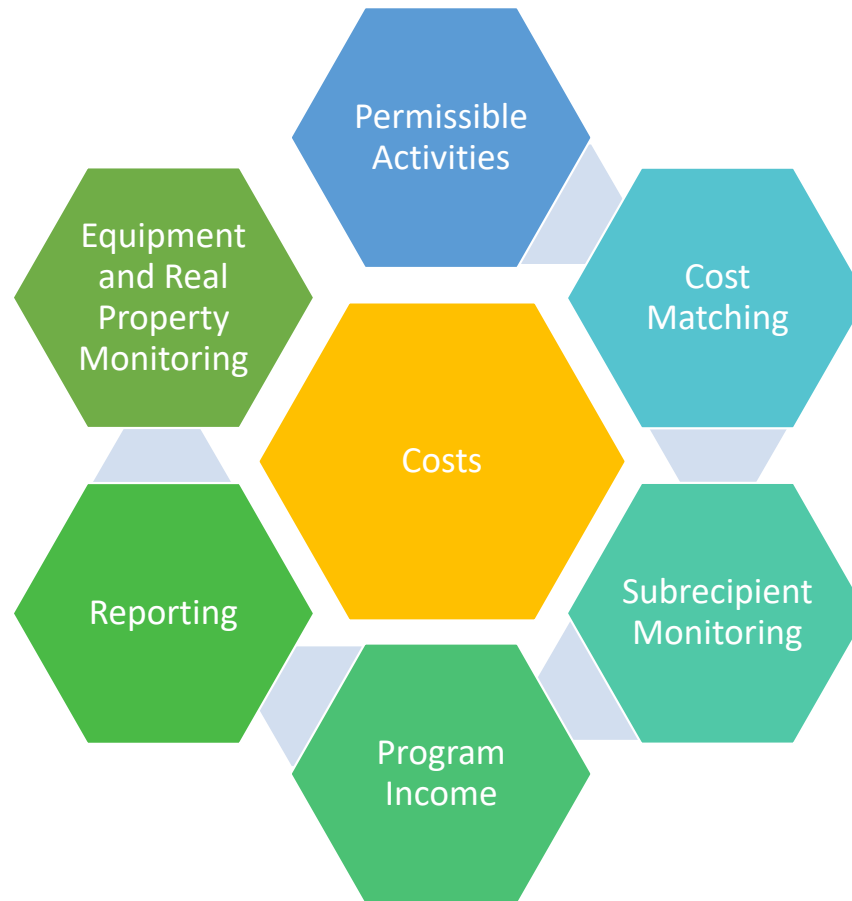 Permissible
Activities
Cost
Matching
Subrecipient
Monitoring
Program
Income
Reporting
Equipment
and Real
Property
Monitoring
Costs